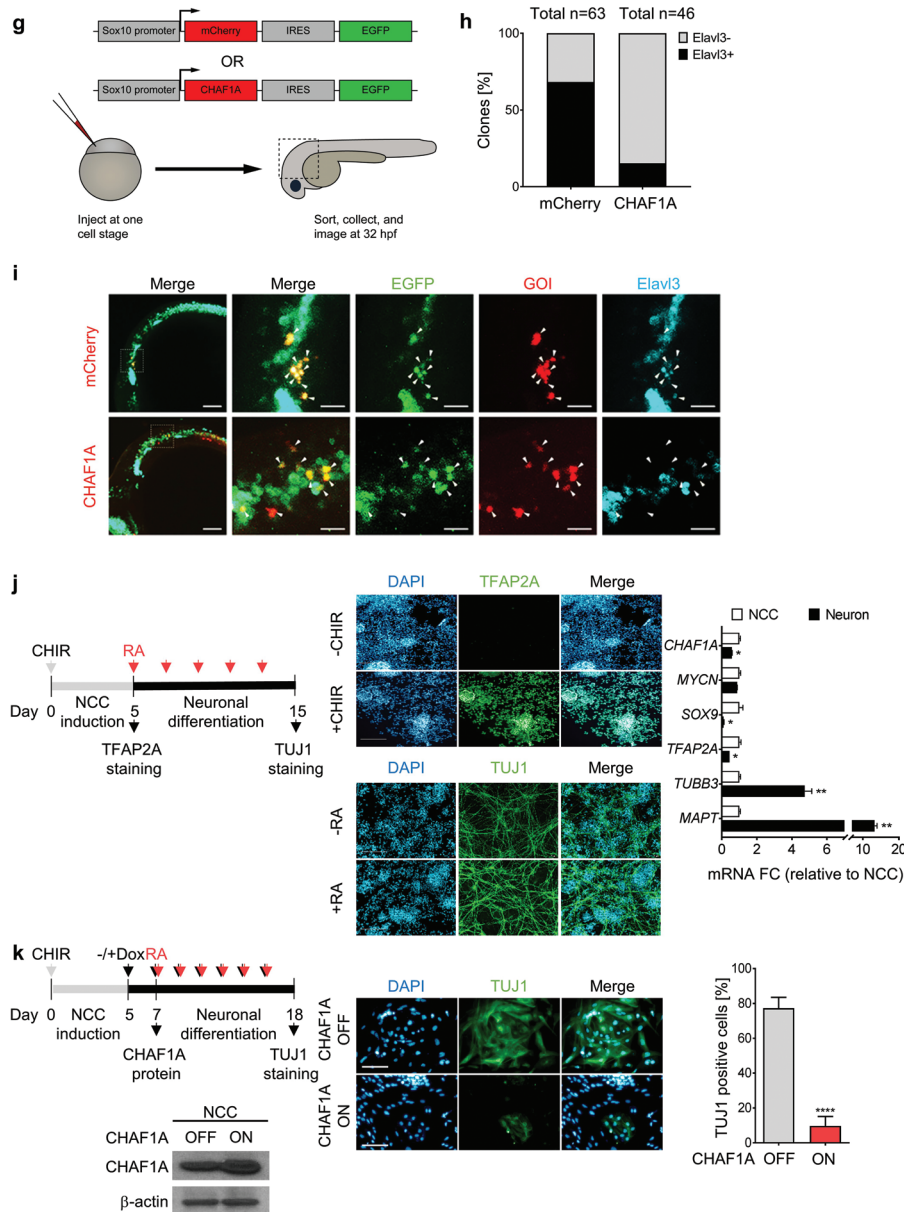 g
Sox10 promoter mCherry IRES EGFP
OR
Sox10 promoter CHAF1A IRES EGFP
Inject at one
cell stage
Sort, collect, and
image at 32 hpf
h
Total n=63 Total n=46
Elavl3-
Elavl3+
Clones [%]
100
50
0
mCherry CHAF1A
i
Merge Merge EGFP GOI Elavl3
mCherry
CHAF1A
j
CHIR RA
NCC
induction
Neuronal
differentiation
Day 0 5 15
TFAP2A
staining
TUJ1
staining
DAPI TFAP2A Merge
-CHIR
+CHIR
DAPI TUJ1 Merge
-RA
+RA
NCC Neuron
CHAF1A *
MYCN
SOX9 *
TFAP2A *
TUBB3 **
MAPT **
0 2 4 6 10 20
mRNA FC (relative to NCC)
k
CHIR -/+DoxRA
Day 0 NCC
induction
5 7 Neuronal
differentiation
18
CHAF1A
protein
TUJ1
staining
NCC
CHAF1A OFF ON
CHAF1A
β-actin
DAPI TUJ1 Merge
CHAF1A
OFF
CHAF1A
ON
TUJ1 positive cells [%]
100
80
60
40
20
0
****
CHAF1A OFF ON